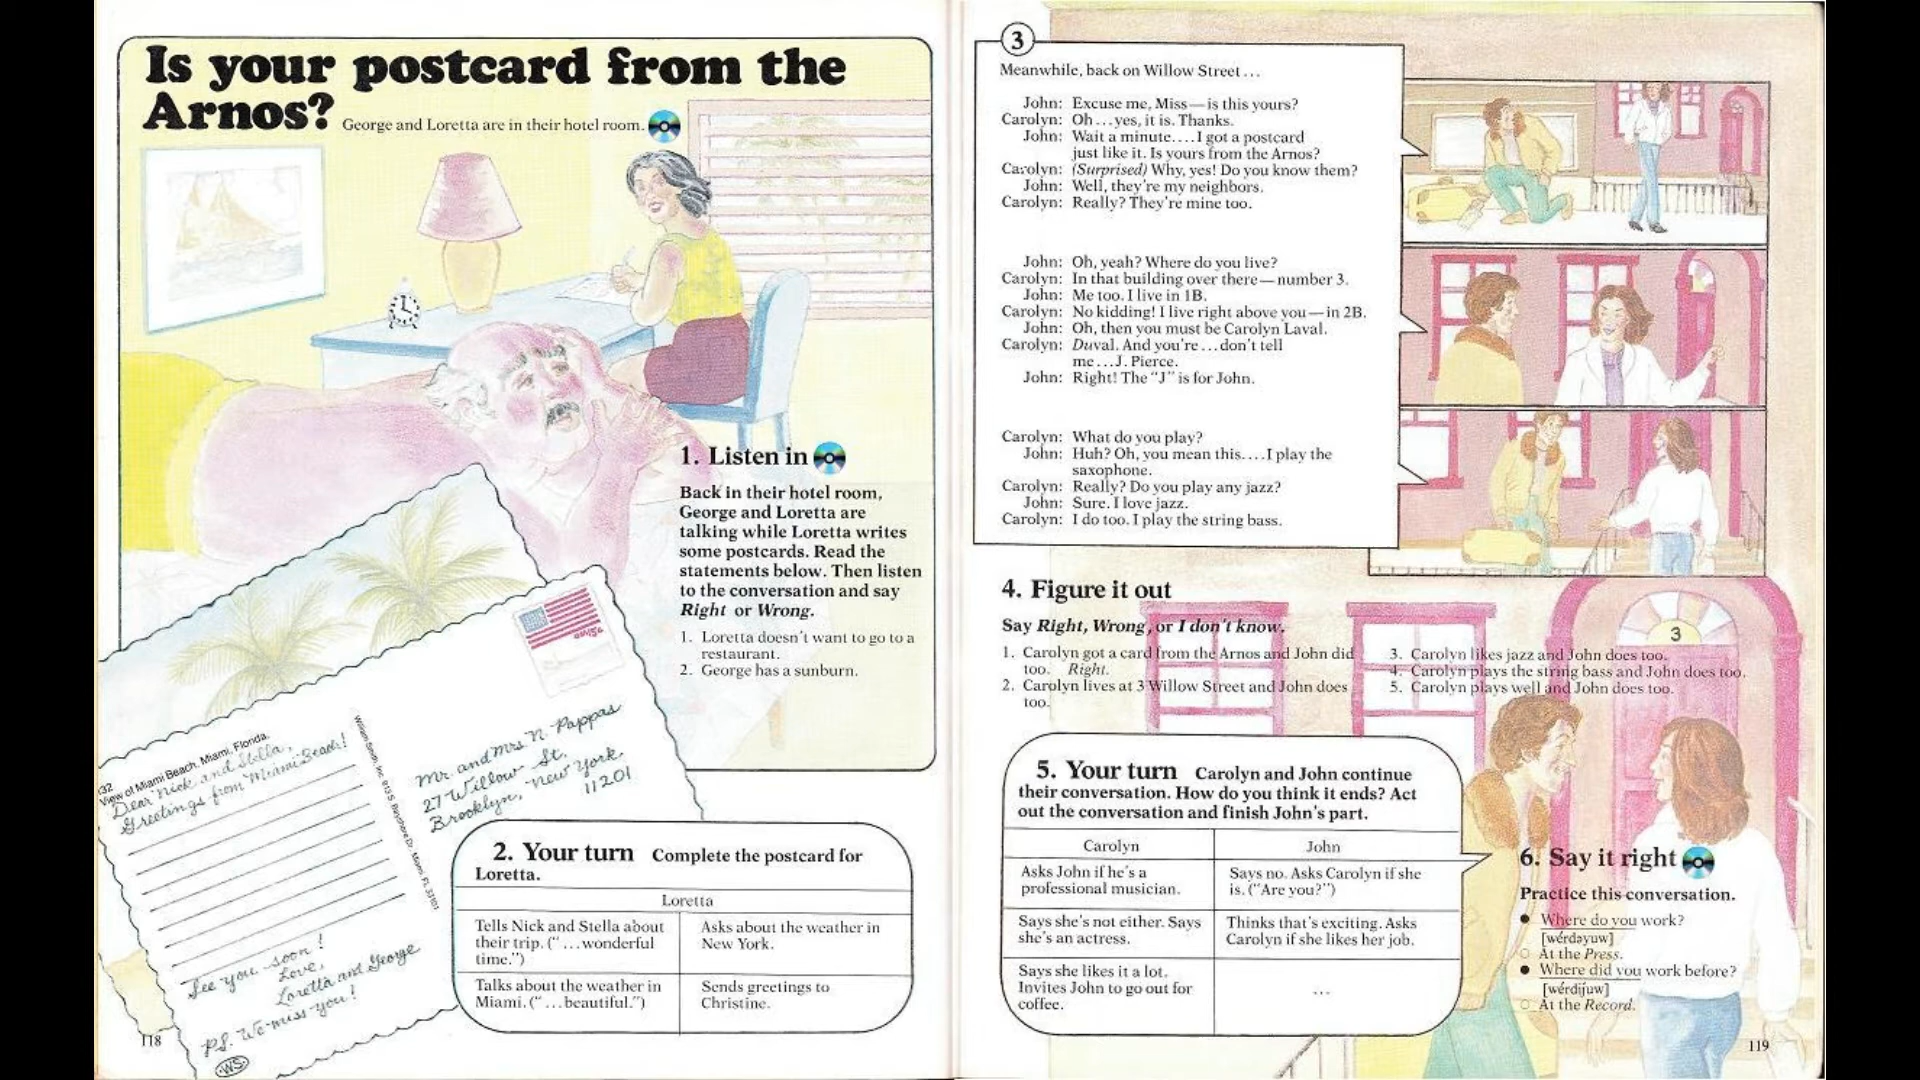 Is your postcard from the
Arnos?
George and Loretta are in their hotel room.
1. Listen in
Back in their hotel room,
George and Loretta are
talking while Loretta writes
some postcards. Read the
statements below. Then listen
to the conversation and say
Right or Wrong.
1. Loretta doesn't want to go to a
restaurant.
2. George has a sunburn.
View of Miami Beach, Miami, Florida.
Dear Nick and Stella,
Greetings from Miami Beach!
See you soon!
Love,
Loretta and George
P.S. We miss you!
WS
Mr. and Mrs. N. Pappas
27 Willow St.
Brooklyn, New York
11201
2. Your turn Complete the postcard for
Loretta.
Loretta
Tells Nick and Stella about
their trip. ("...wonderful
time.")
Asks about the weather in
New York.
Talks about the weather in
Miami. ("...beautiful.")
Sends greetings to
Christine.
118
3
Meanwhile, back on Willow Street...
John: Excuse me, Miss—is this yours?
Carolyn: Oh...yes, it is. Thanks.
John: Wait a minute....I got a postcard
just like it. Is yours from the Arnos?
Carolyn: (Surprised) Why, yes! Do you know them?
John: Well, they're my neighbors.
Carolyn: Really? They're mine too.
John: Oh, yeah? Where do you live?
Carolyn: In that building over there—number 3.
John: Me too. I live in 1B.
Carolyn: No kidding! I live right above you—in 2B.
John: Oh, then you must be Carolyn Laval.
Carolyn: Duval. And you're...don't tell
me...J. Pierce.
John: Right! The "J" is for John.
Carolyn: What do you play?
John: Huh? Oh, you mean this....I play the
saxophone.
Carolyn: Really? Do you play any jazz?
John: Sure. I love jazz.
Carolyn: I do too. I play the string bass.
4. Figure it out
Say Right, Wrong, or I don't know.
1. Carolyn got a card from the Arnos and John did
too. Right.
2. Carolyn lives at 3 Willow Street and John does
too.
3. Carolyn likes jazz and John does too.
4. Carolyn plays the string bass and John does too.
5. Carolyn plays well and John does too.
3
5. Your turn Carolyn and John continue
their conversation. How do you think it ends? Act
out the conversation and finish John's part.
Carolyn
John
Asks John if he's a
professional musician.
Says no. Asks Carolyn if she
is. ("Are you?")
Says she's not either. Says
she's an actress.
Thinks that's exciting. Asks
Carolyn if she likes her job.
Says she likes it a lot.
Invites John to go out for
coffee.
...
6. Say it right
Practice this conversation.
● Where do you work?
[wérdəyuw]
○ At the Press.
● Where did you work before?
[wérdiǰuw]
○ At the Record.
119